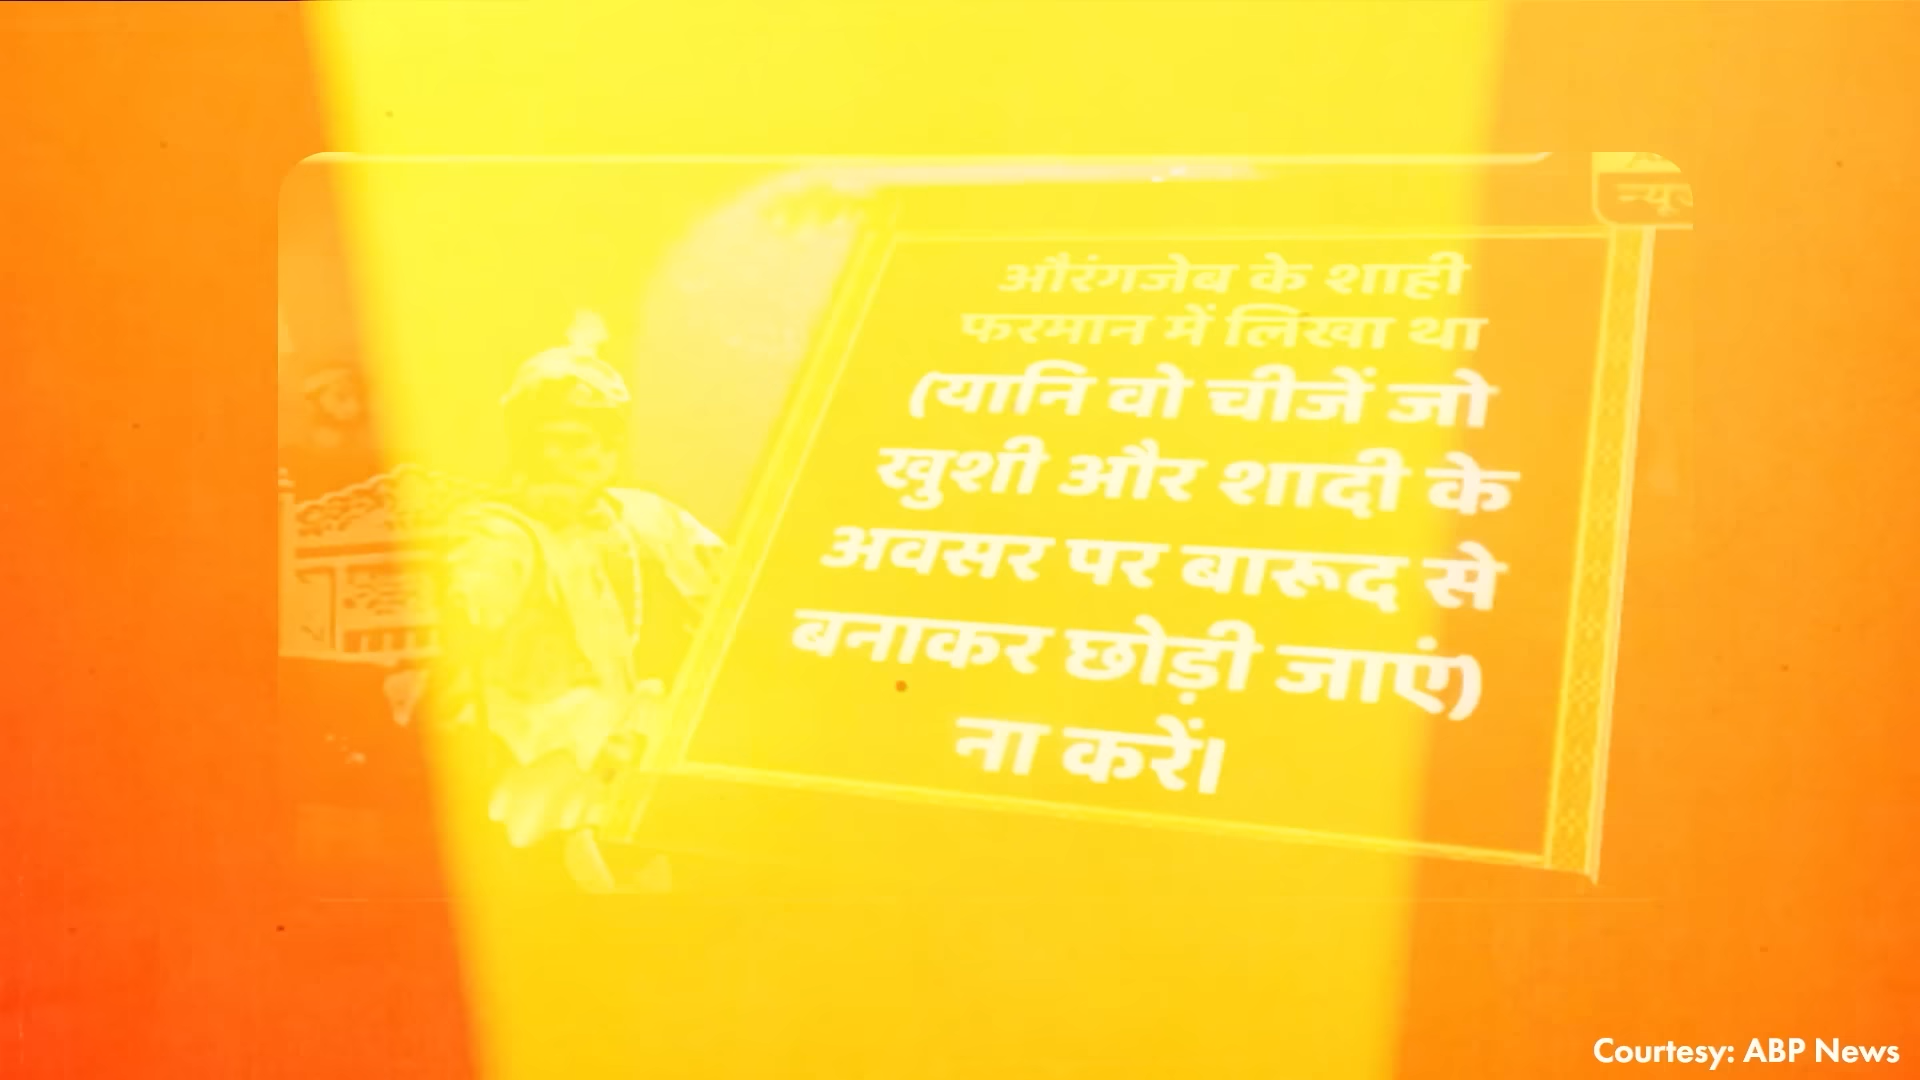 औरंगजेब के शाही
फरमान में लिखा था
(यानि वो चीजें जो
खुशी और शादी के
अवसर पर बारूद से
बनाकर छोड़ी जाएं)
ना करें।
Courtesy: ABP News